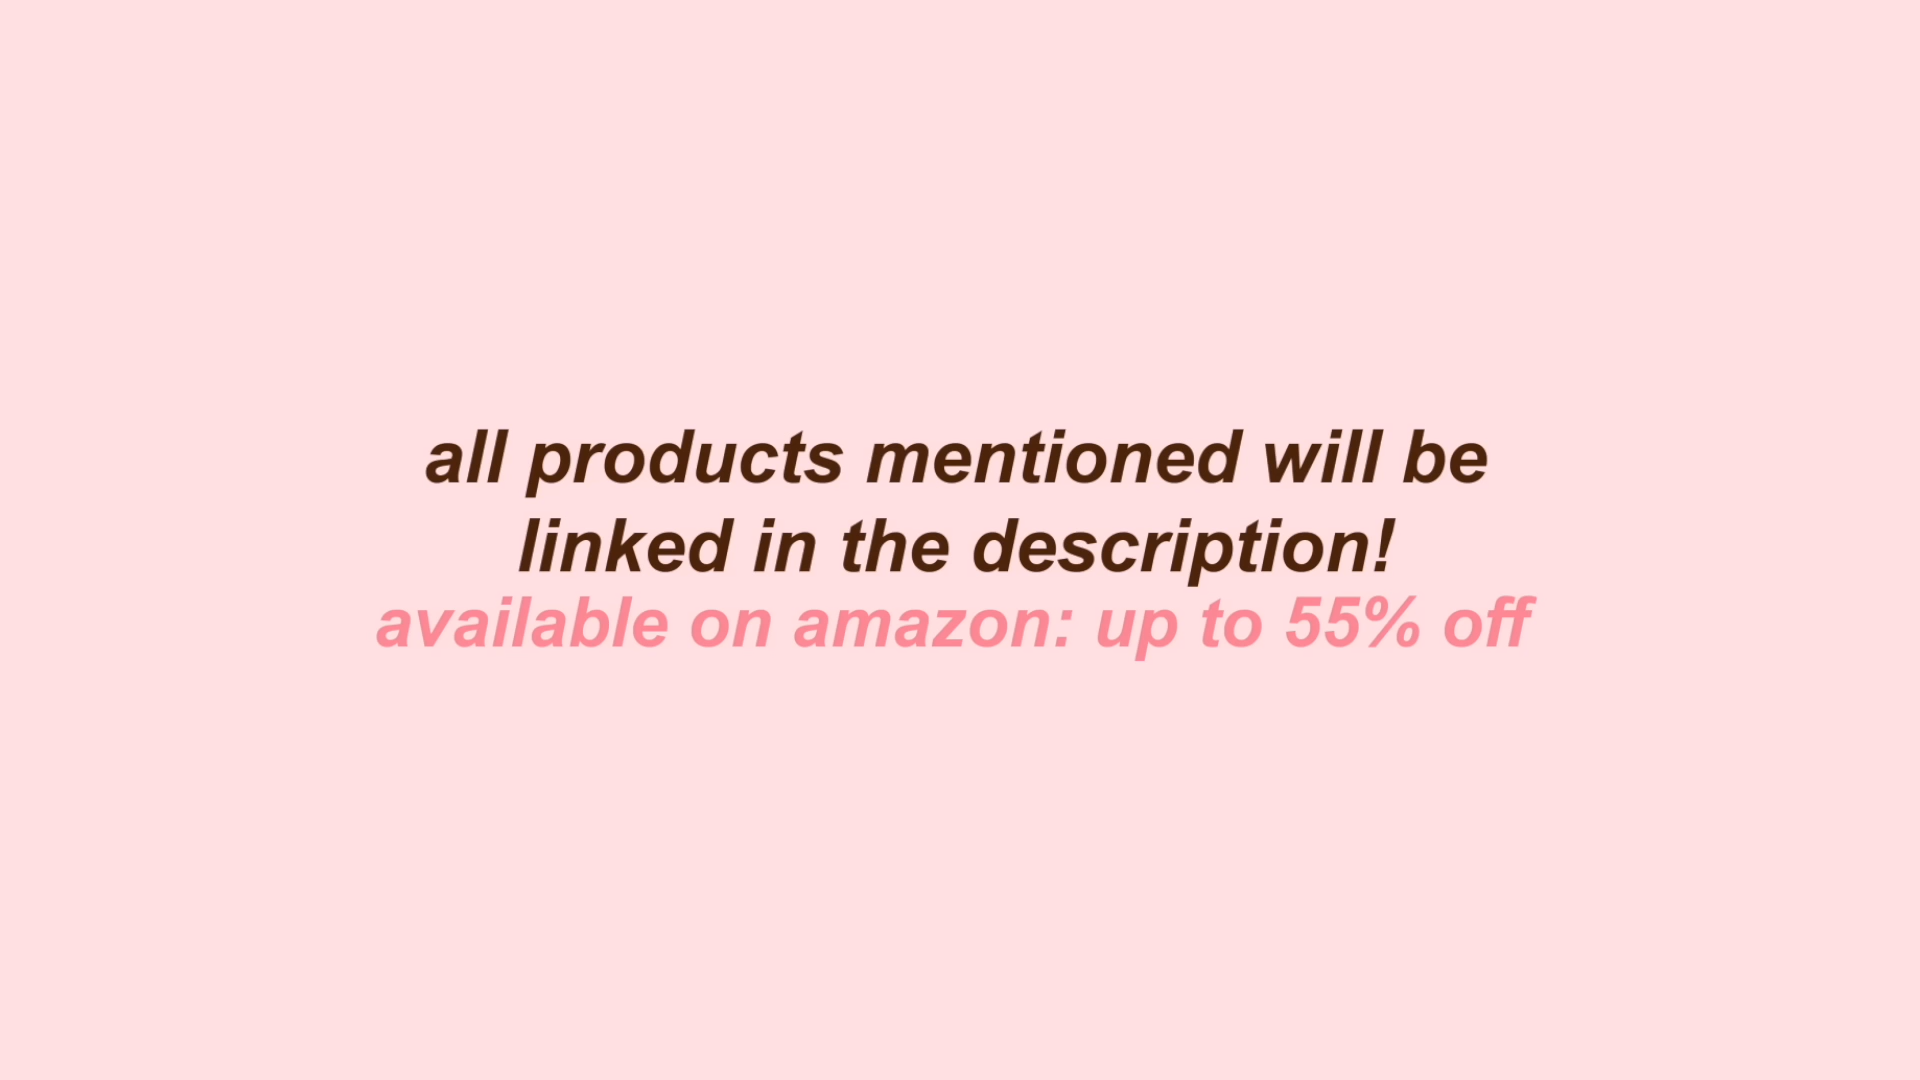 all products mentioned will be
linked in the description!
available on amazon: up to 55% off